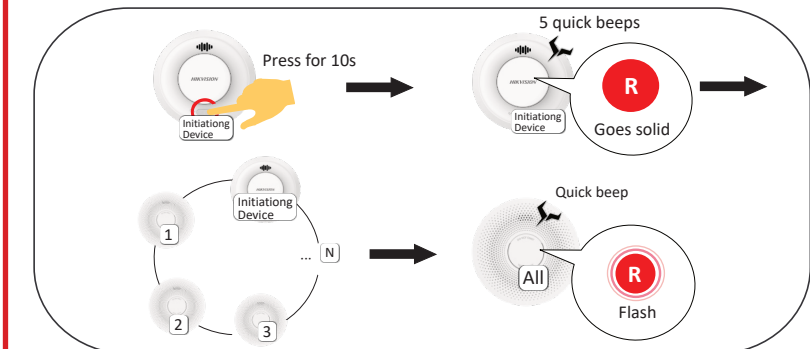 5 quick beeps
Press for 10s
HIKVISION
HIKVISION
R
Initiationg
Device
Initiationg
Device
Goes solid
Initiationg
Device
Quick beep
1
... N
All
R
2
3
Flash